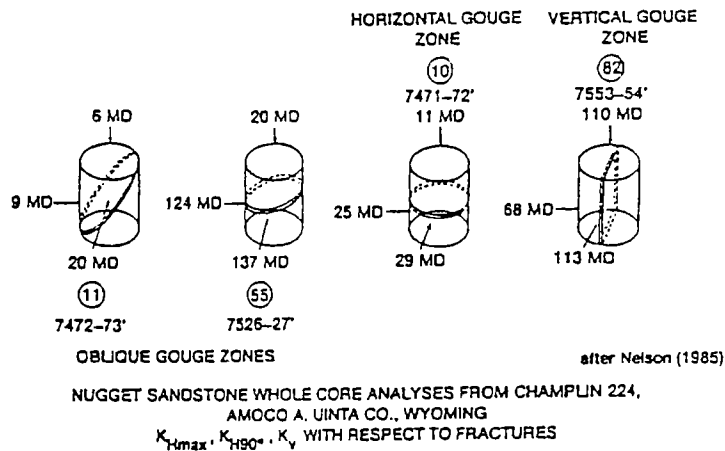 HORIZONTAL GOUGE ZONE
VERTICAL GOUGE ZONE
10
82
7471–72'
7553–54'
6 MD
20 MD
11 MD
110 MD
9 MD
124 MD
25 MD
68 MD
20 MD
137 MD
29 MD
113 MD
11
55
7472–73'
7526–27'
OBLIQUE GOUGE ZONES
after Nelson (1985)
NUGGET SANDSTONE WHOLE CORE ANALYSES FROM CHAMPLIN 224,
AMOCO A, UINTA CO., WYOMING
KHmax, KH90°, KV WITH RESPECT TO FRACTURES